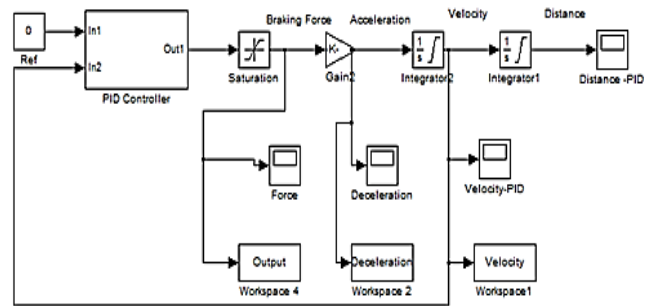 Braking Force Acceleration Velocity Distance
0
Ref
In1
In2
Out1
PID Controller
Saturation
K-
Gain2
1
s
Integrator2
1
s
Integrator1
Distance -PID
Force
Deceleration
Velocity-PID
Output
Workspace 4
Deceleration
Workspace 2
Velocity
Workspace1